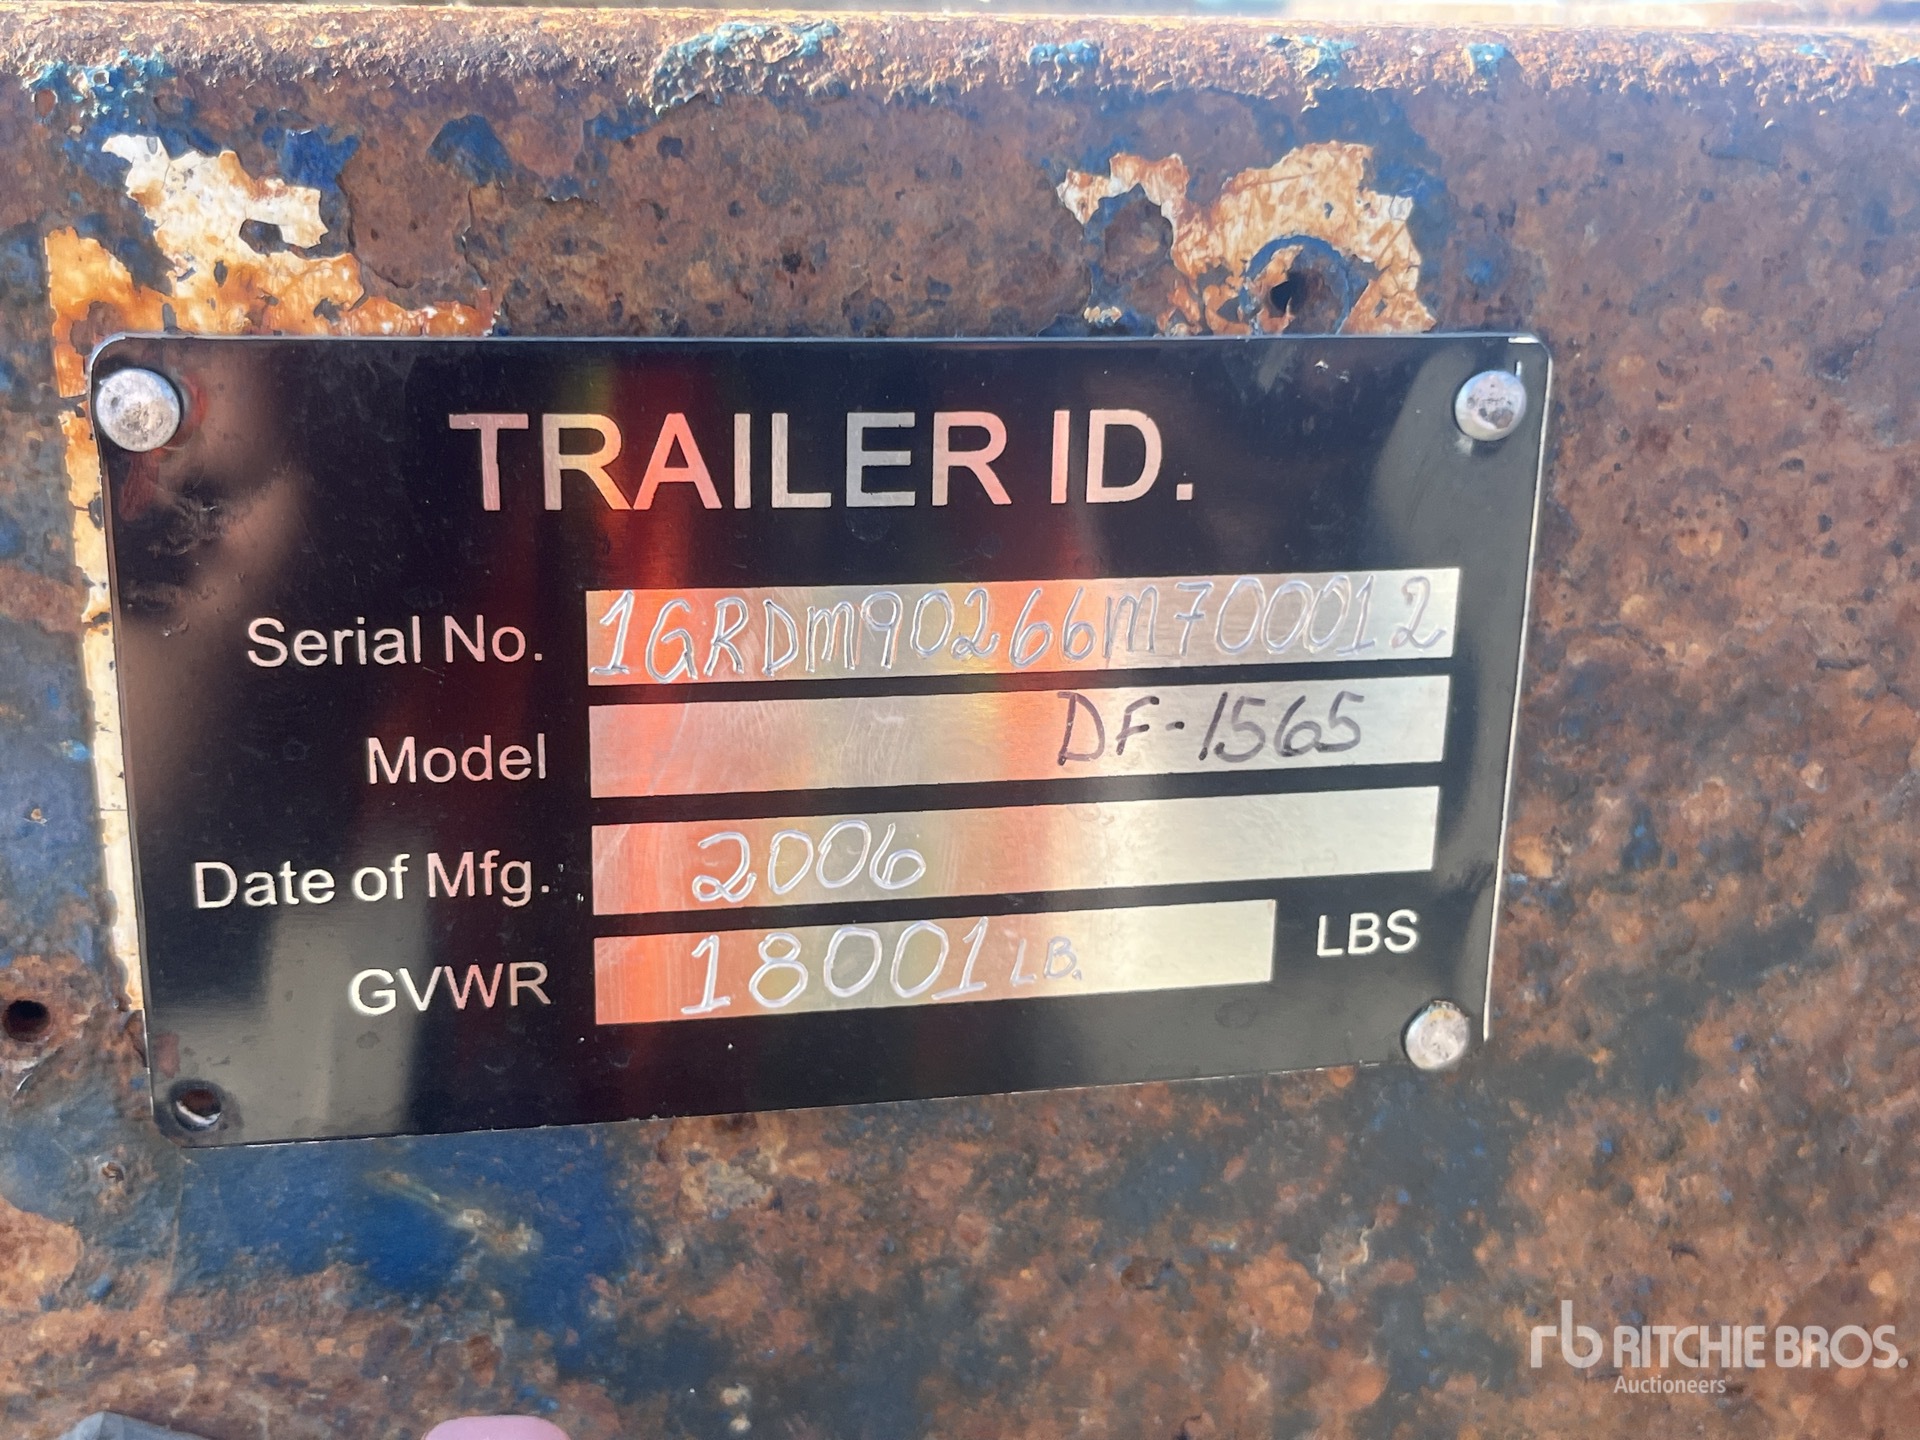 TRAILER ID.
Serial No. 1GRDM90266M700012
Model DF-1565
Date of Mfg. 2006
GVWR 18001 LB. LBS
rb RITCHIE BROS.
Auctioneers